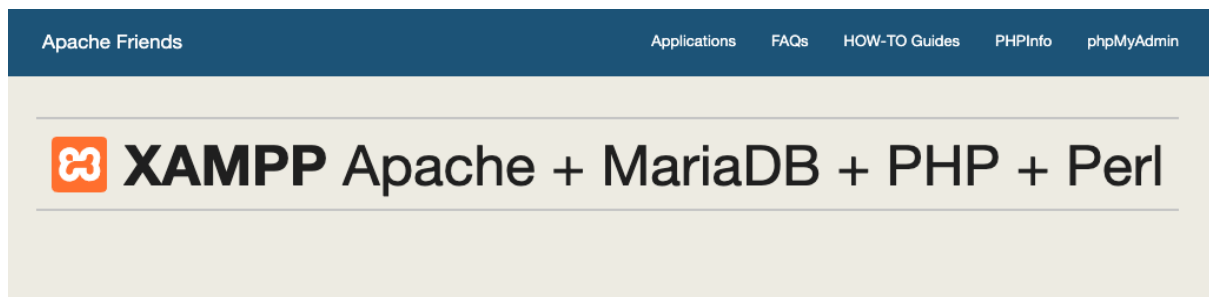 Apache Friends Applications FAQs HOW-TO Guides PHPInfo phpMyAdmin
XAMPP Apache + MariaDB + PHP + Perl